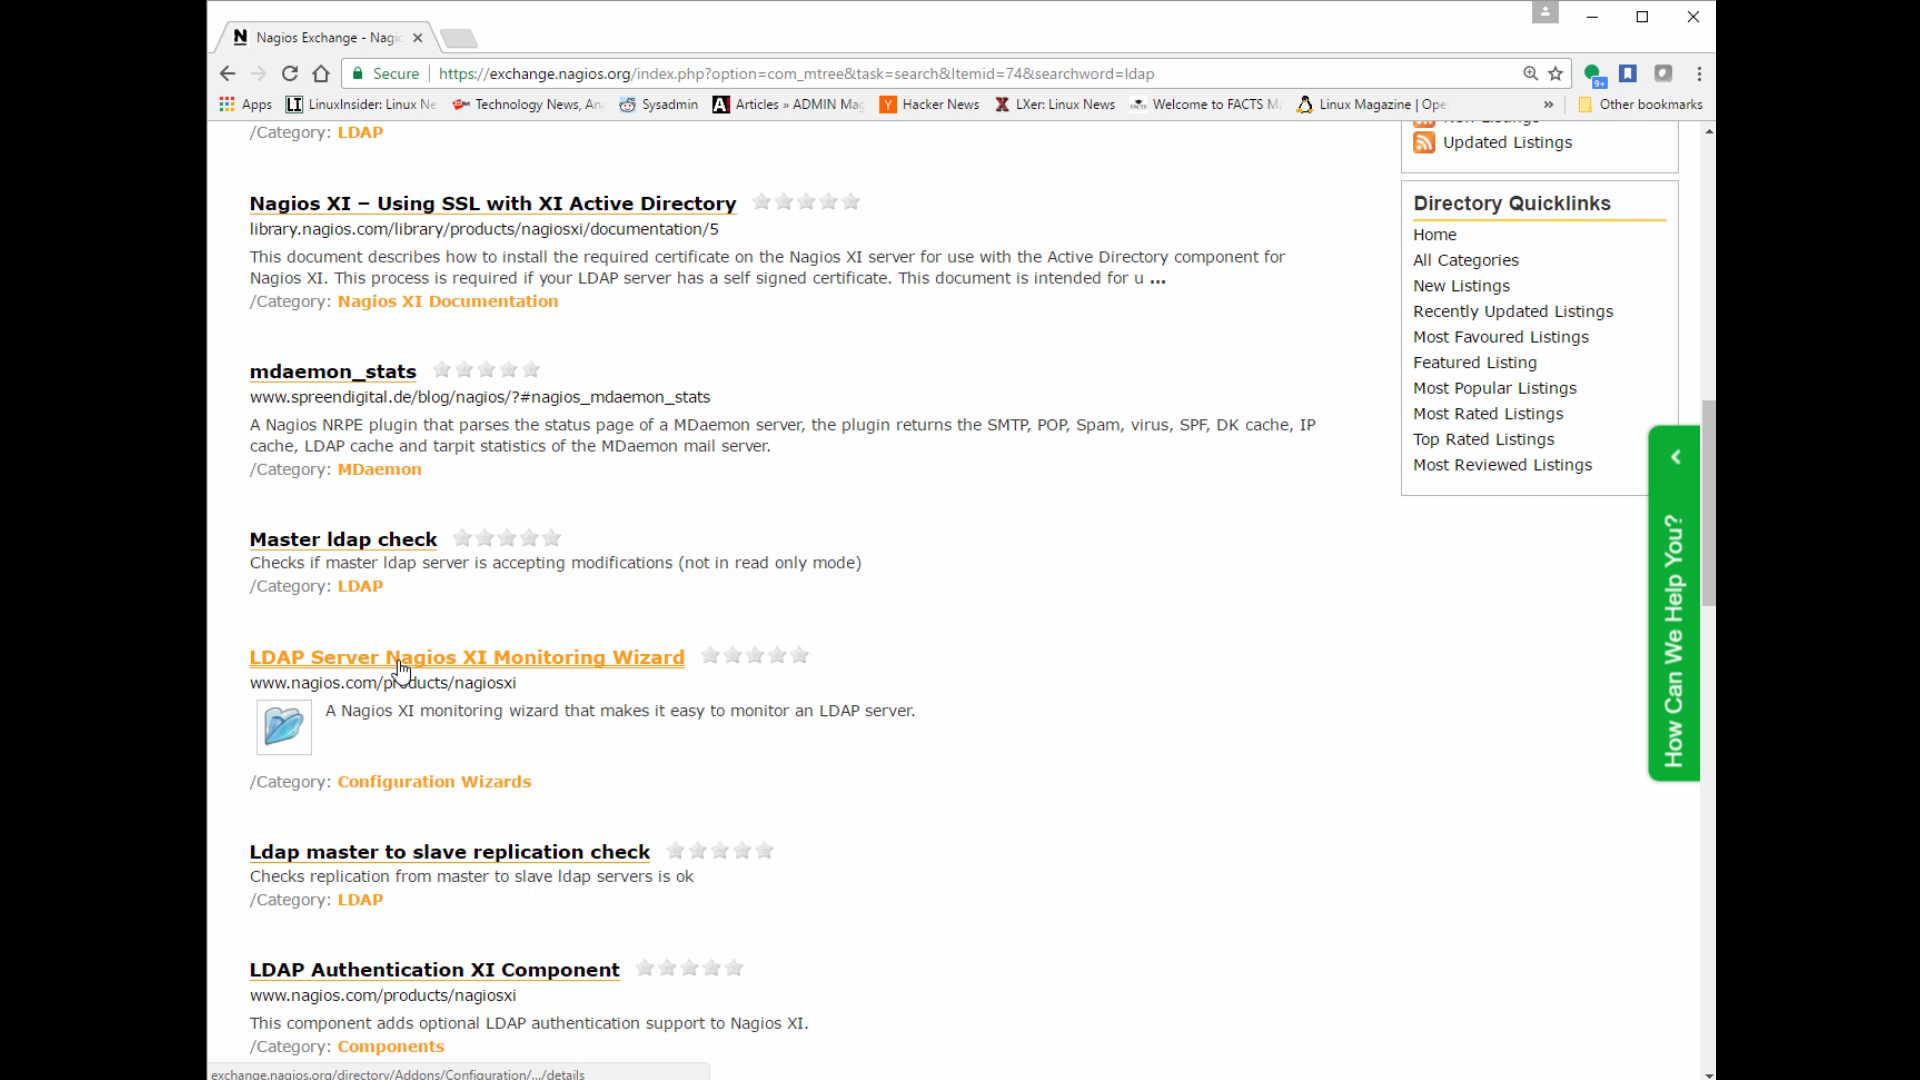 Nagios Exchange - Nagi
Secure
https://exchange.nagios.org/index.php?option=com_mtree&task=search&Itemid=74&searchword=ldap
9+
Apps
LI LinuxInsider: Linux Ne
Technology News, An
Sysadmin
A Articles » ADMIN Mag
Y Hacker News
LXer: Linux News
Welcome to FACTS M
Linux Magazine | Ope
»
Other bookmarks
/Category: LDAP
Nagios XI – Using SSL with XI Active Directory
library.nagios.com/library/products/nagiosxi/documentation/5
This document describes how to install the required certificate on the Nagios XI server for use with the Active Directory component for
Nagios XI. This process is required if your LDAP server has a self signed certificate. This document is intended for u ...
/Category: Nagios XI Documentation
mdaemon_stats
www.spreendigital.de/blog/nagios/?#nagios_mdaemon_stats
A Nagios NRPE plugin that parses the status page of a MDaemon server, the plugin returns the SMTP, POP, Spam, virus, SPF, DK cache, IP
cache, LDAP cache and tarpit statistics of the MDaemon mail server.
/Category: MDaemon
Master ldap check
Checks if master ldap server is accepting modifications (not in read only mode)
/Category: LDAP
LDAP Server Nagios XI Monitoring Wizard
www.nagios.com/products/nagiosxi
A Nagios XI monitoring wizard that makes it easy to monitor an LDAP server.
/Category: Configuration Wizards
Ldap master to slave replication check
Checks replication from master to slave ldap servers is ok
/Category: LDAP
LDAP Authentication XI Component
www.nagios.com/products/nagiosxi
This component adds optional LDAP authentication support to Nagios XI.
/Category: Components
exchange.nagios.org/directory/Addons/Configuration/.../details
New Listings
Updated Listings
Directory Quicklinks
Home
All Categories
New Listings
Recently Updated Listings
Most Favoured Listings
Featured Listing
Most Popular Listings
Most Rated Listings
Top Rated Listings
Most Reviewed Listings
How Can We Help You?